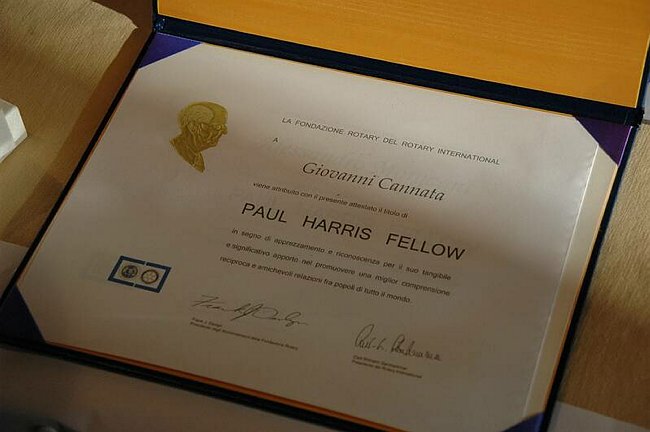 LA FONDAZIONE ROTARY DEL ROTARY INTERNATIONAL
A
Giovanni Cannata
viene attribuito con il presente attestato il titolo di
PAUL HARRIS FELLOW
in segno di apprezzamento e riconoscenza per il suo tangibile
e significativo apporto nel promuovere una miglior comprensione
reciproca e amichevoli relazioni fra popoli di tutto il mondo.